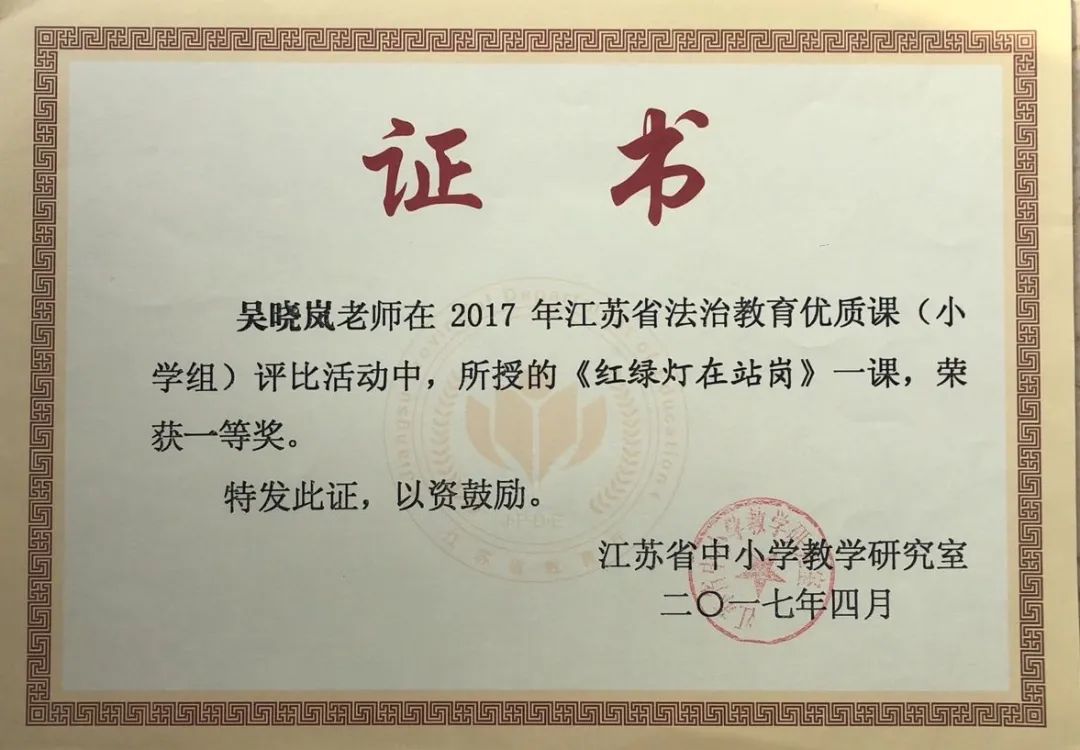 证书
吴晓岚老师在 2017 年江苏省法治教育优质课（小
学组）评比活动中，所授的《红绿灯在站岗》一课，荣
获一等奖。
特发此证，以资鼓励。
江苏省中小学教学研究室
二〇一七年四月